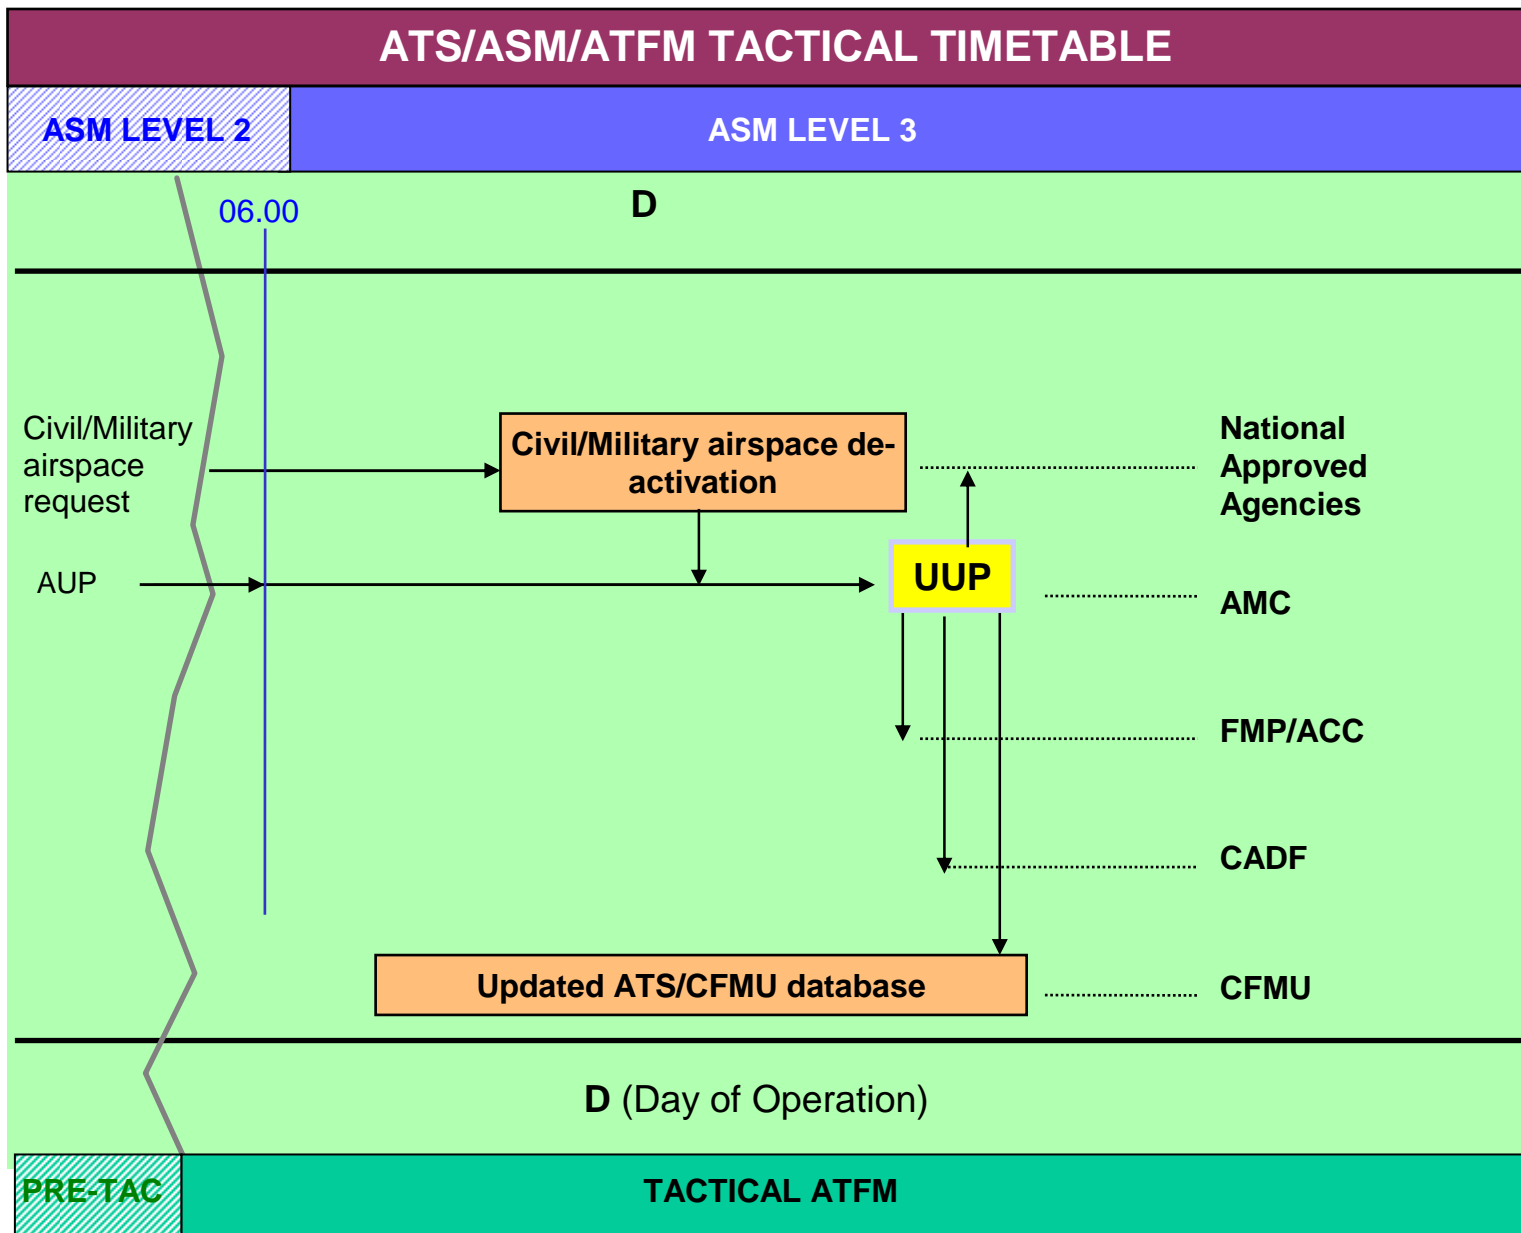 ATS/ASM/ATFM TACTICAL TIMETABLE
ASM LEVEL 2
ASM LEVEL 3
06.00
D
Civil/Military
airspace
request
Civil/Military airspace de-
activation
National
Approved
Agencies
AUP
UUP
AMC
FMP/ACC
CADF
Updated ATS/CFMU database
CFMU
D (Day of Operation)
PRE-TAC
TACTICAL ATFM